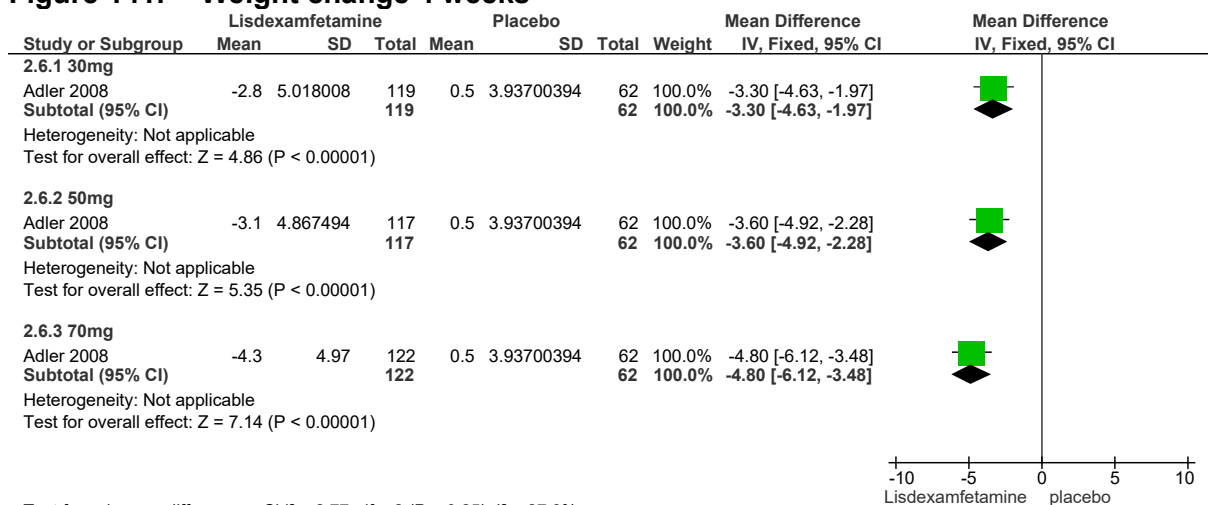 Lisdexamfetamine Placebo Mean Difference Mean Difference
Study or Subgroup Mean SD Total Mean SD Total Weight IV, Fixed, 95% CI IV, Fixed, 95% CI
2.6.1 30mg
Adler 2008 -2.8 5.018008 119 0.5 3.93700394 62 100.0% -3.30 [-4.63, -1.97]
Subtotal (95% CI) 119 62 100.0% -3.30 [-4.63, -1.97]
Heterogeneity: Not applicable
Test for overall effect: Z = 4.86 (P < 0.00001)
2.6.2 50mg
Adler 2008 -3.1 4.867494 117 0.5 3.93700394 62 100.0% -3.60 [-4.92, -2.28]
Subtotal (95% CI) 117 62 100.0% -3.60 [-4.92, -2.28]
Heterogeneity: Not applicable
Test for overall effect: Z = 5.35 (P < 0.00001)
2.6.3 70mg
Adler 2008 -4.3 4.97 122 0.5 3.93700394 62 100.0% -4.80 [-6.12, -3.48]
Subtotal (95% CI) 122 62 100.0% -4.80 [-6.12, -3.48]
Heterogeneity: Not applicable
Test for overall effect: Z = 7.14 (P < 0.00001)
-10 -5 0 5 10
Lisdexamfetamine placebo